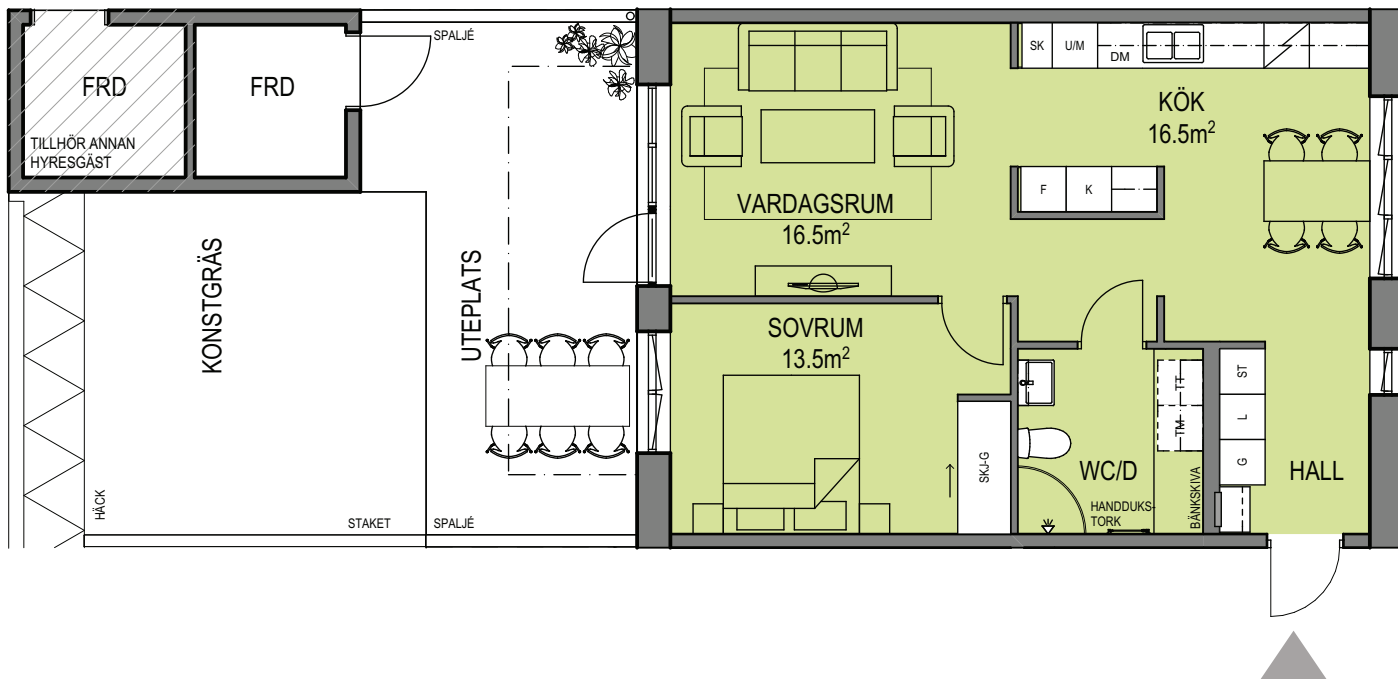 SPALJÉ
FRD
FRD
TILLHÖR ANNAN
HYRESGÄST
SK
U/M
DM
KÖK
16.5m²
F
K
VARDAGSRUM
16.5m²
KONSTGRÄS
UTEPLATS
SOVRUM
13.5m²
ST
L
G
TT
TM
SKJ-G
WC/D
HALL
HANDDUKS-
TORK
BÄNKSKIVA
HÄCK
STAKET
SPALJÉ